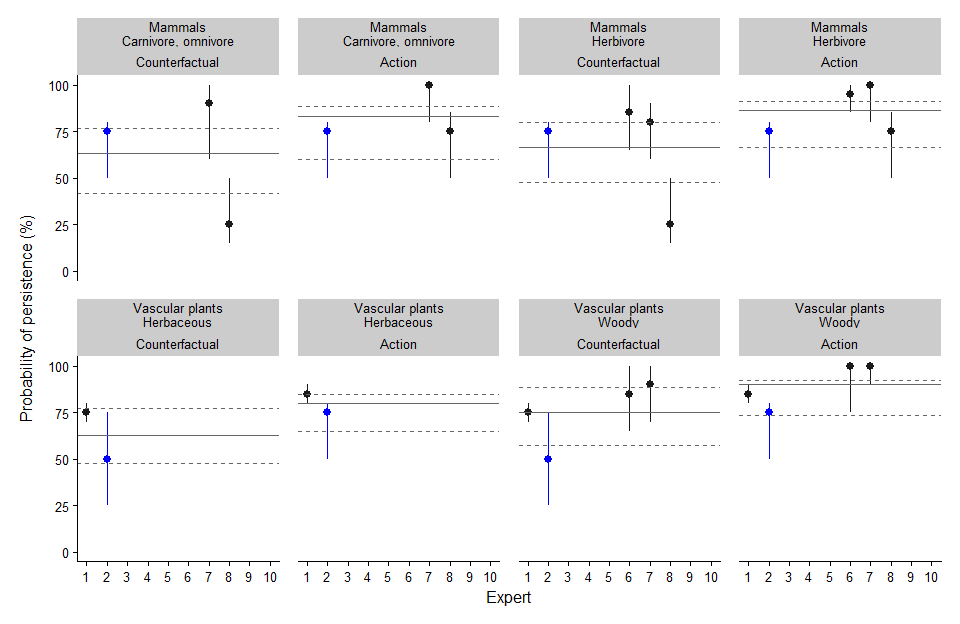 Mammals
Carnivore, omnivore
Counterfactual
Mammals
Carnivore, omnivore
Action
Mammals
Herbivore
Counterfactual
Mammals
Herbivore
Action
100
75
50
25
0
Probability of persistence (%)
Vascular plants
Herbaceous
Counterfactual
Vascular plants
Herbaceous
Action
Vascular plants
Woody
Counterfactual
Vascular plants
Woody
Action
100
75
50
25
0
1 2 3 4 5 6 7 8 9 10
1 2 3 4 5 6 7 8 9 10
1 2 3 4 5 6 7 8 9 10
1 2 3 4 5 6 7 8 9 10
Expert